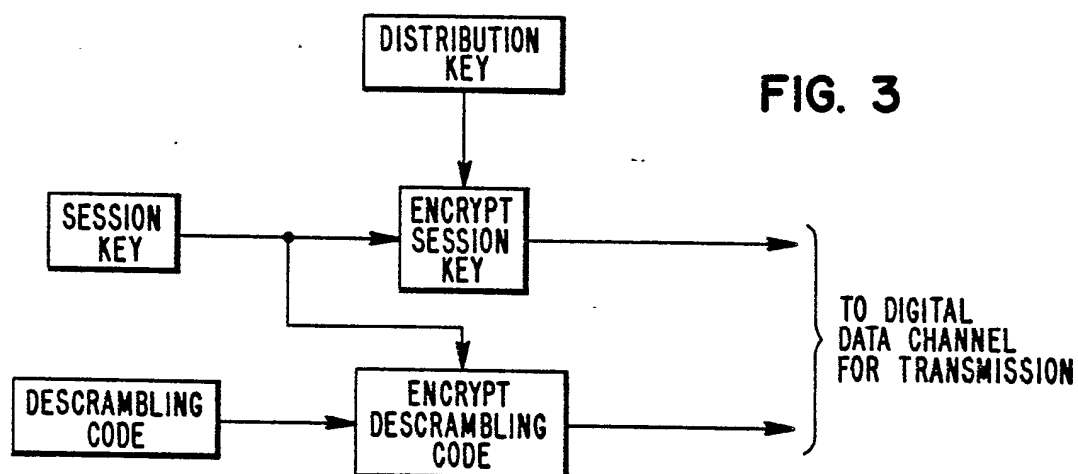 DISTRIBUTION
KEY
FIG. 3
SESSION
KEY
ENCRYPT
SESSION
KEY
TO DIGITAL
DATA CHANNEL
FOR TRANSMISSION
DESCRAMBLING
CODE
ENCRYPT
DESCRAMBLING
CODE